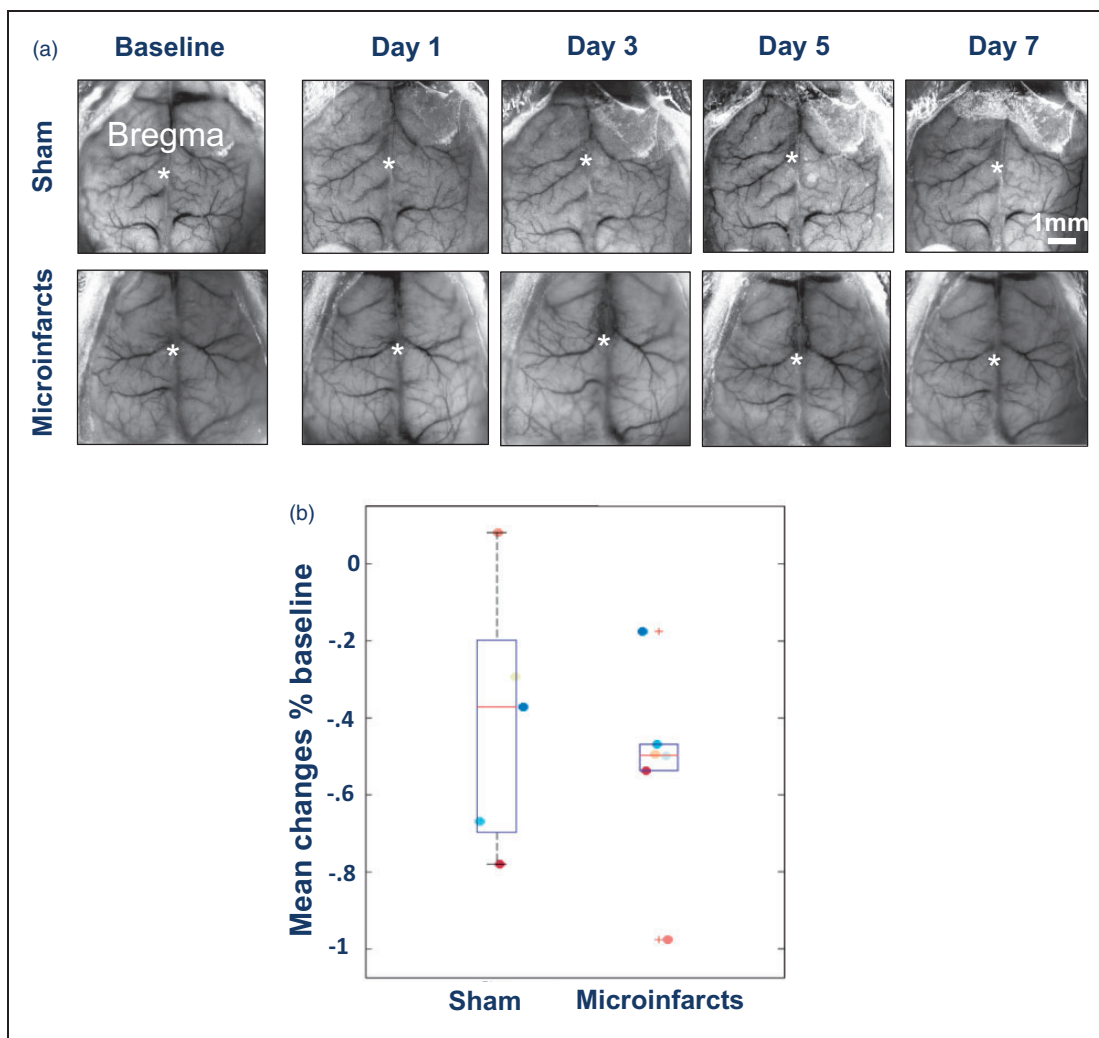 (a) Baseline Day 1 Day 3 Day 5 Day 7
Sham
Bregma
*
*
*
*
*
1mm
Microinfarcts
*
*
*
*
*
(b)
Mean changes % baseline
0
-.2
-.4
-.6
-.8
-1
Sham Microinfarcts